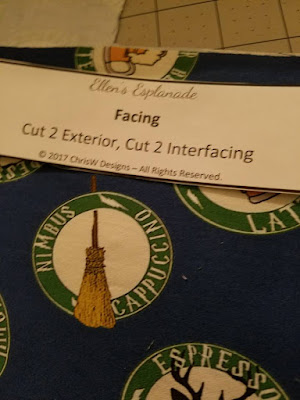 Ellen's Esplanade
Facing
Cut 2 Exterior, Cut 2 Interfacing
© 2017 ChrisW Designs – All Rights Reserved.
NIMBUS
CAPPUCCINO
ESPRESSO